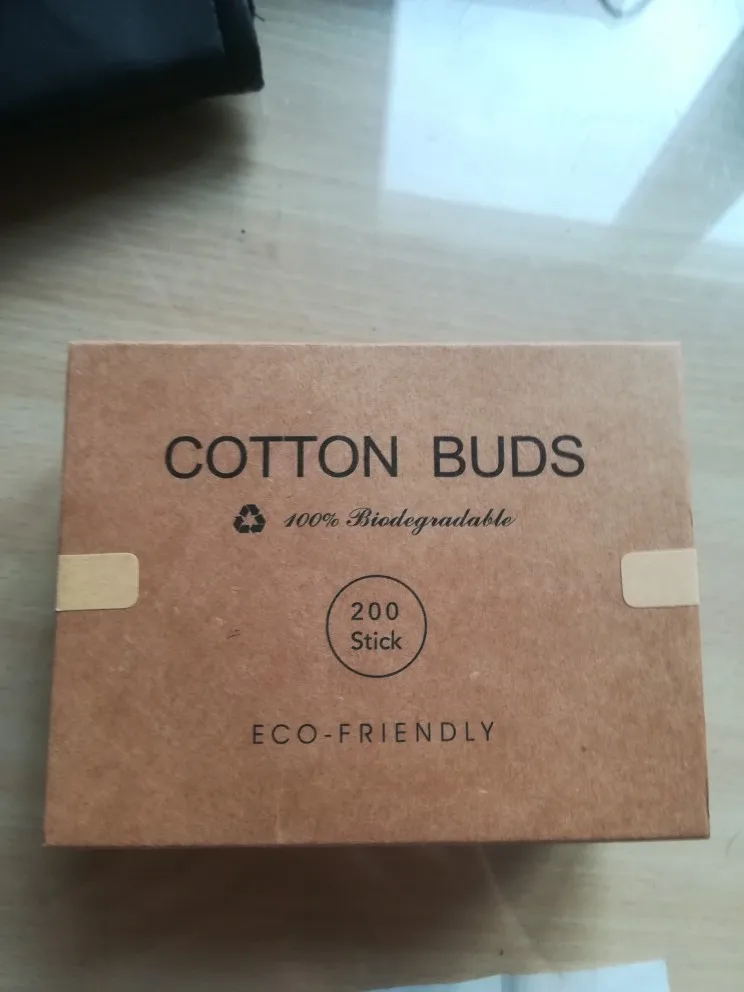 COTTON BUDS
100% Biodegradable
200
Stick
ECO-FRIENDLY